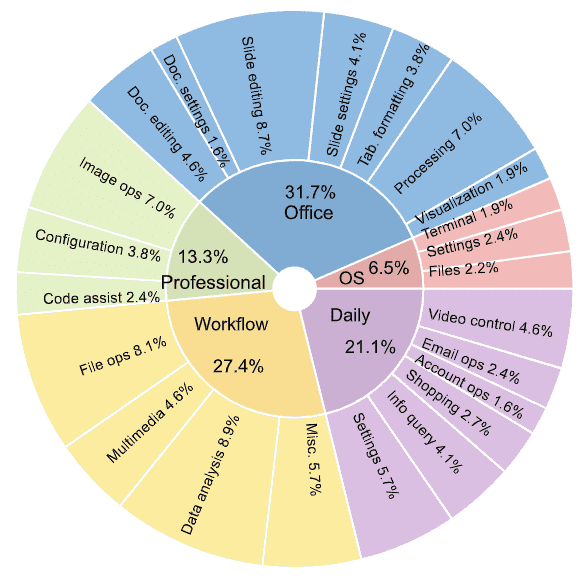 31.7%
Office
Doc. editing 4.6%
Doc. settings 1.6%
Slide editing 8.7%
Slide settings 4.1%
Tab. formatting 3.8%
Processing 7.0%
Visualization 1.9%
6.5%
OS
Terminal 1.9%
Settings 2.4%
Files 2.2%
Daily
21.1%
Video control 4.6%
Email ops 2.4%
Account ops 1.6%
Shopping 2.7%
Info query 4.1%
Settings 5.7%
Workflow
27.4%
Misc. 5.7%
Data analysis 8.9%
Multimedia 4.6%
File ops 8.1%
13.3%
Professional
Code assist 2.4%
Configuration 3.8%
Image ops 7.0%